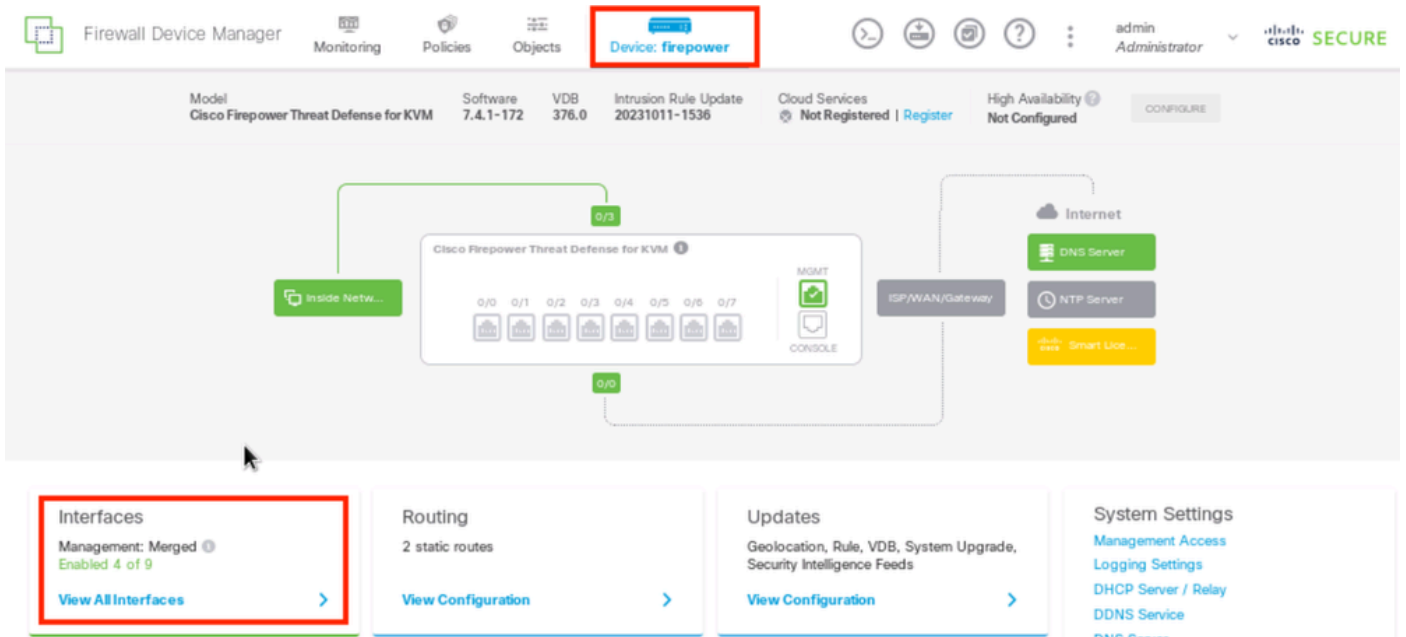 Firewall Device Manager
Monitoring
Policies
Objects
Device: firepower
admin
Administrator
cisco SECURE
Model
Cisco Firepower Threat Defense for KVM
Software
7.4.1-172
VDB
376.0
Intrusion Rule Update
20231011-1536
Cloud Services
Not Registered | Register
High Availability
Not Configured
CONFIGURE
0/3
Internet
Cisco Firepower Threat Defense for KVM
DNS Server
MGMT
Inside Netw...
0/0 0/1 0/2 0/3 0/4 0/5 0/6 0/7
ISP/WAN/Gateway
NTP Server
CONSOLE
cisco Smart Lice...
0/0
Interfaces
Management: Merged
Enabled 4 of 9
View All Interfaces
Routing
2 static routes
View Configuration
Updates
Geolocation, Rule, VDB, System Upgrade,
Security Intelligence Feeds
View Configuration
System Settings
Management Access
Logging Settings
DHCP Server / Relay
DDNS Service